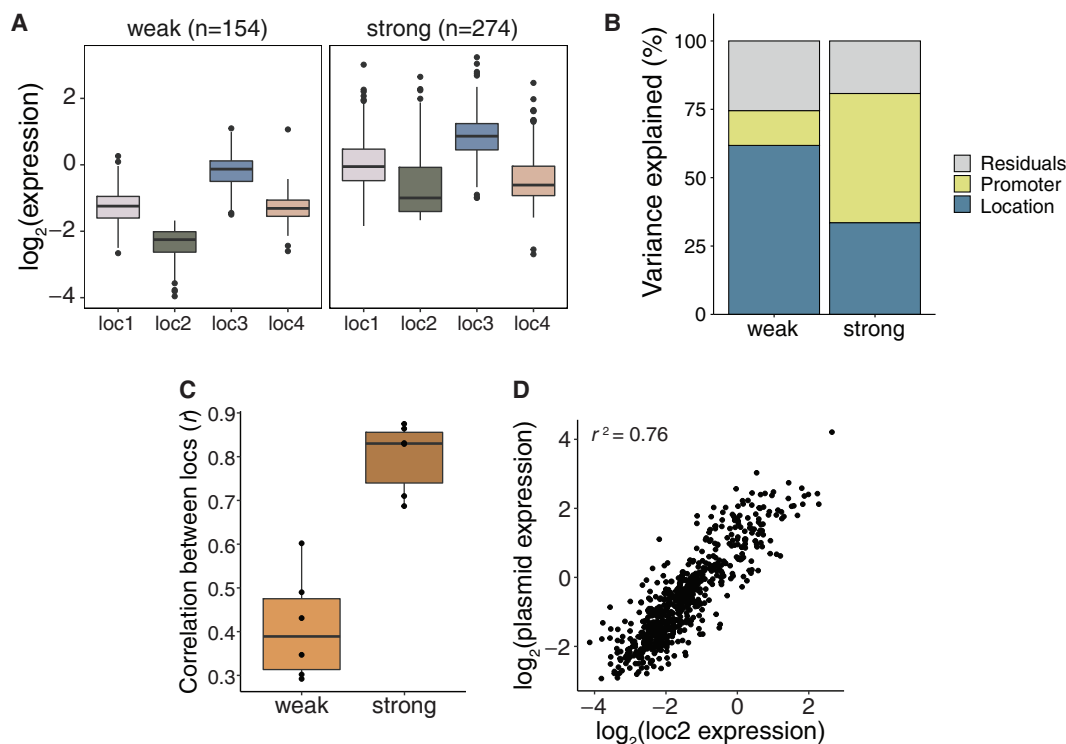 A
weak (n=154)
strong (n=274)
log2(expression)
2
0
−2
−4
loc1 loc2 loc3 loc4
loc1 loc2 loc3 loc4
B
Variance explained (%)
100
75
50
25
0
weak strong
Residuals
Promoter
Location
C
Correlation between locs (r)
0.9
0.8
0.7
0.6
0.5
0.4
0.3
weak strong
D
r² = 0.76
log2(plasmid expression)
4
2
0
−2
−4 −2 0 2
log2(loc2 expression)